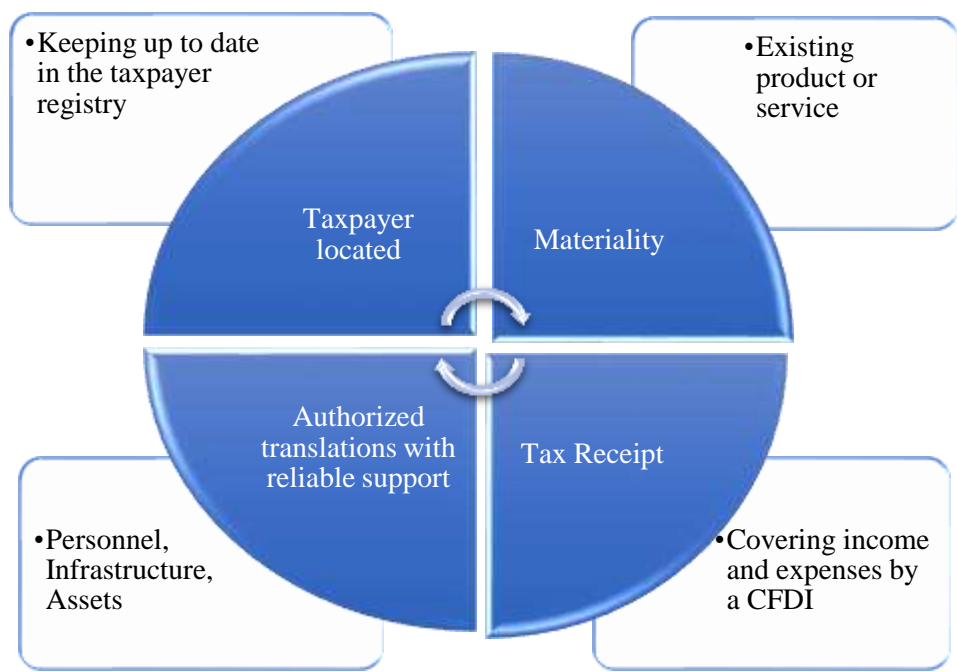 •Keeping up to date
in the taxpayer
registry
•Existing
product or
service
Taxpayer
located
Materiality
Authorized
translations with
reliable support
Tax Receipt
•Personnel,
Infrastructure,
Assets
•Covering income
and expenses by
a CFDI